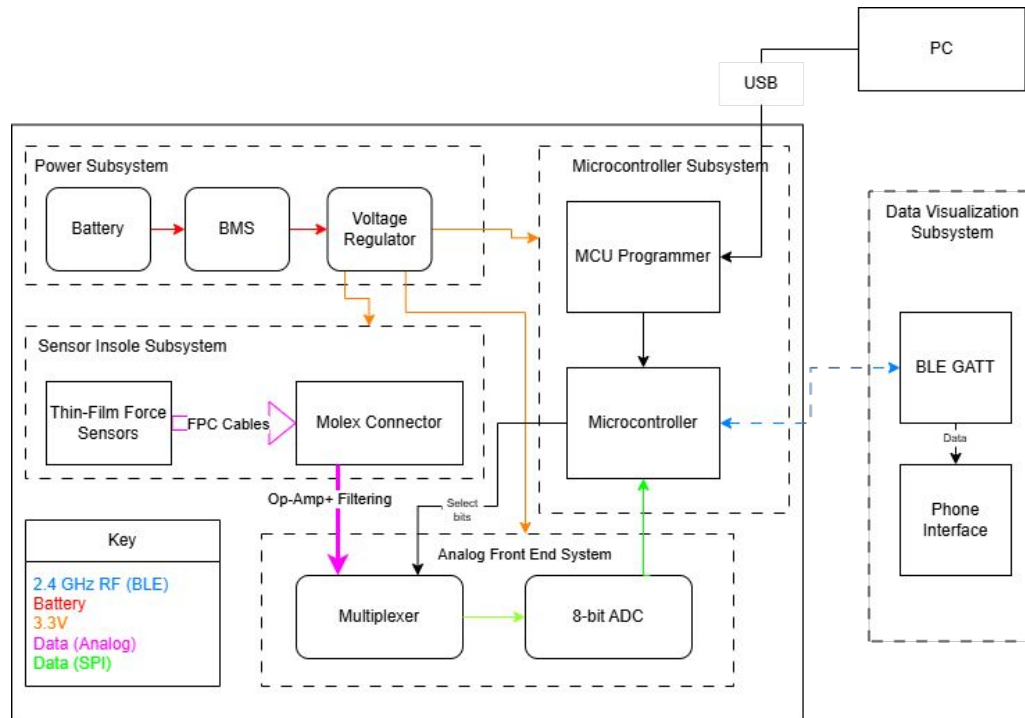 PC
USB
Power Subsystem
Battery
BMS
Voltage
Regulator
Microcontroller Subsystem
MCU Programmer
Microcontroller
Data Visualization
Subsystem
BLE GATT
Data
Phone
Interface
Sensor Insole Subsystem
Thin-Film Force
Sensors
FPC Cables
Molex Connector
Op-Amp+ Filtering
Select
bits
Analog Front End System
Multiplexer
8-bit ADC
Key
2.4 GHz RF (BLE)
Battery
3.3V
Data (Analog)
Data (SPI)